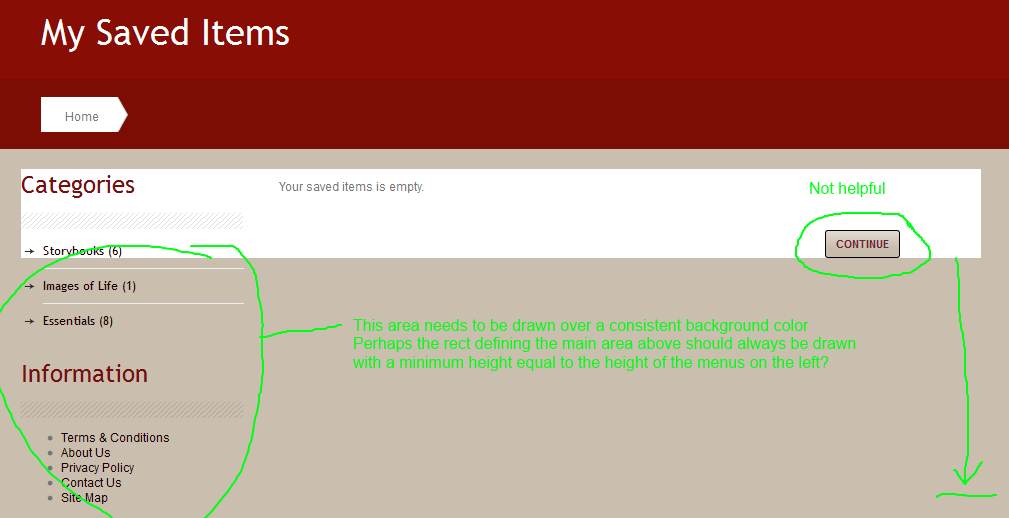 My Saved Items
Home
Categories
Your saved items is empty.
Not helpful
Storybooks (6)
CONTINUE
Images of Life (1)
Essentials (8)
This area needs to be drawn over a consistent background color
Perhaps the rect defining the main area above should always be drawn
with a minimum height equal to the height of the menus on the left?
Information
Terms & Conditions
About Us
Privacy Policy
Contact Us
Site Map